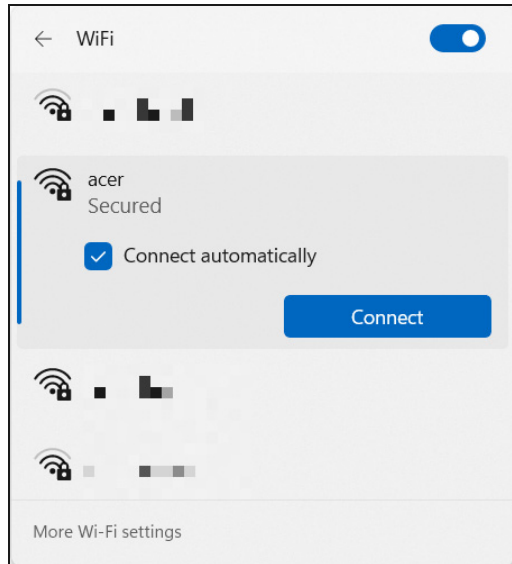 WiFi
acer
Secured
Connect automatically
Connect
More Wi-Fi settings